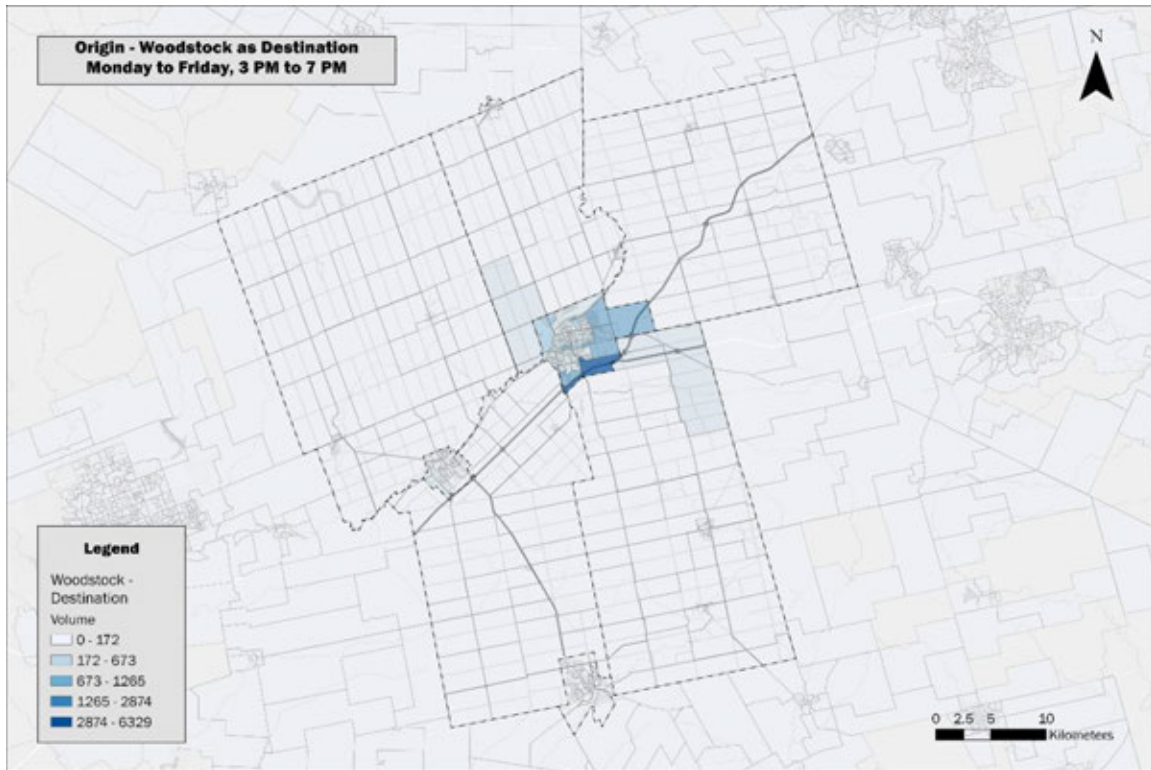 Origin - Woodstock as Destination
Monday to Friday, 3 PM to 7 PM
N
Legend
Woodstock -
Destination
Volume
0 - 172
172 - 673
673 - 1265
1265 - 2874
2874 - 6329
0 2.5 5 10
Kilometers